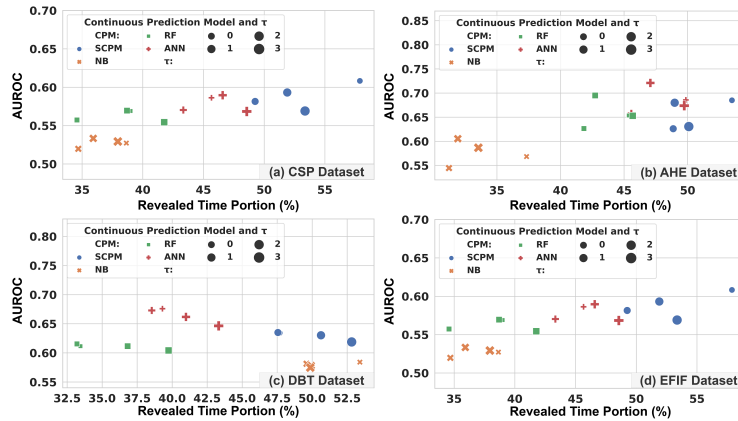 0.70
0.65
0.60
0.55
0.50
AUROC
Continuous Prediction Model and τ
CPM: RF 0 2
SCPM ANN 1 3
NB τ:
(a) CSP Dataset
35 40 45 50 55
Revealed Time Portion (%)
0.85
0.80
0.75
0.70
0.65
0.60
0.55
AUROC
Continuous Prediction Model and τ
CPM: RF 0 2
SCPM ANN 1 3
NB τ:
(b) AHE Dataset
35 40 45 50
Revealed Time Portion (%)
0.80
0.75
0.70
0.65
0.60
0.55
AUROC
Continuous Prediction Model and τ
CPM: RF 0 2
SCPM ANN 1 3
NB τ:
(c) DBT Dataset
32.5 35.0 37.5 40.0 42.5 45.0 47.5 50.0 52.5
Revealed Time Portion (%)
0.70
0.65
0.60
0.55
0.50
AUROC
Continuous Prediction Model and τ
CPM: RF 0 2
SCPM ANN 1 3
NB τ:
(d) EFIF Dataset
35 40 45 50 55
Revealed Time Portion (%)